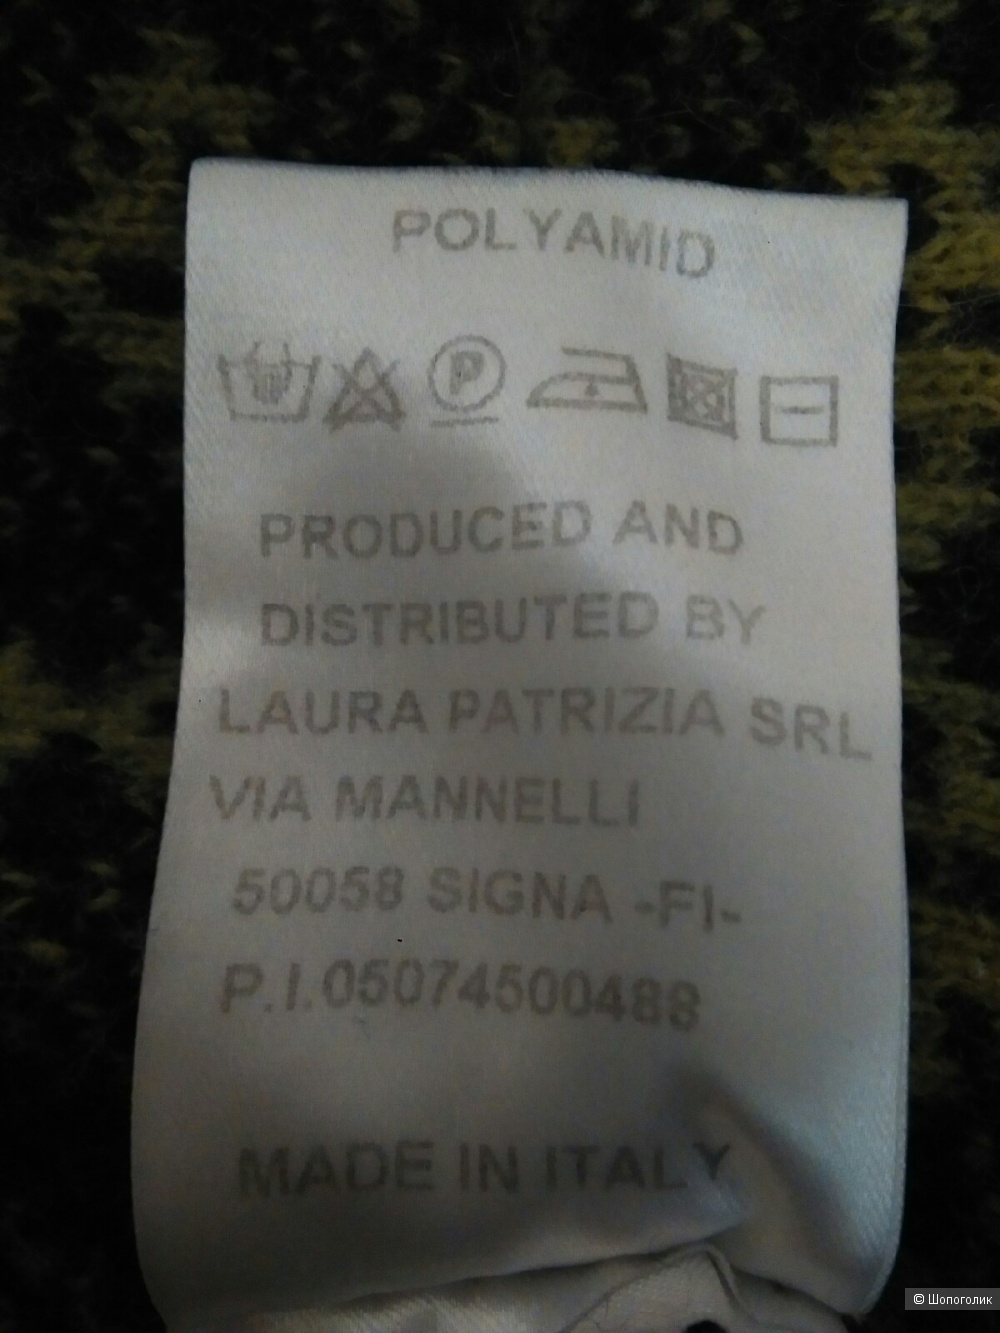 POLYAMID
P
PRODUCED AND
DISTRIBUTED BY
LAURA PATRIZIA SRL
VIA MANNELLI
50058 SIGNA -FI-
P.I.05074500488
MADE IN ITALY
© Шопоголик